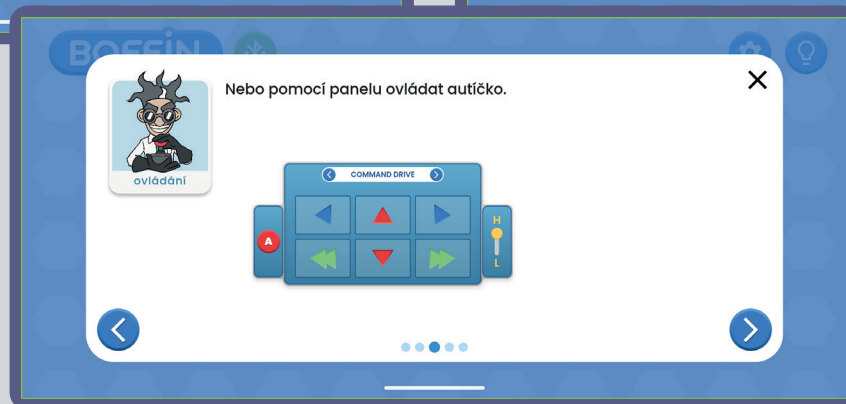 BOFFIN
Nebo pomocí panelu ovládat autíčko.
ovládání
COMMAND DRIVE
A
H
L